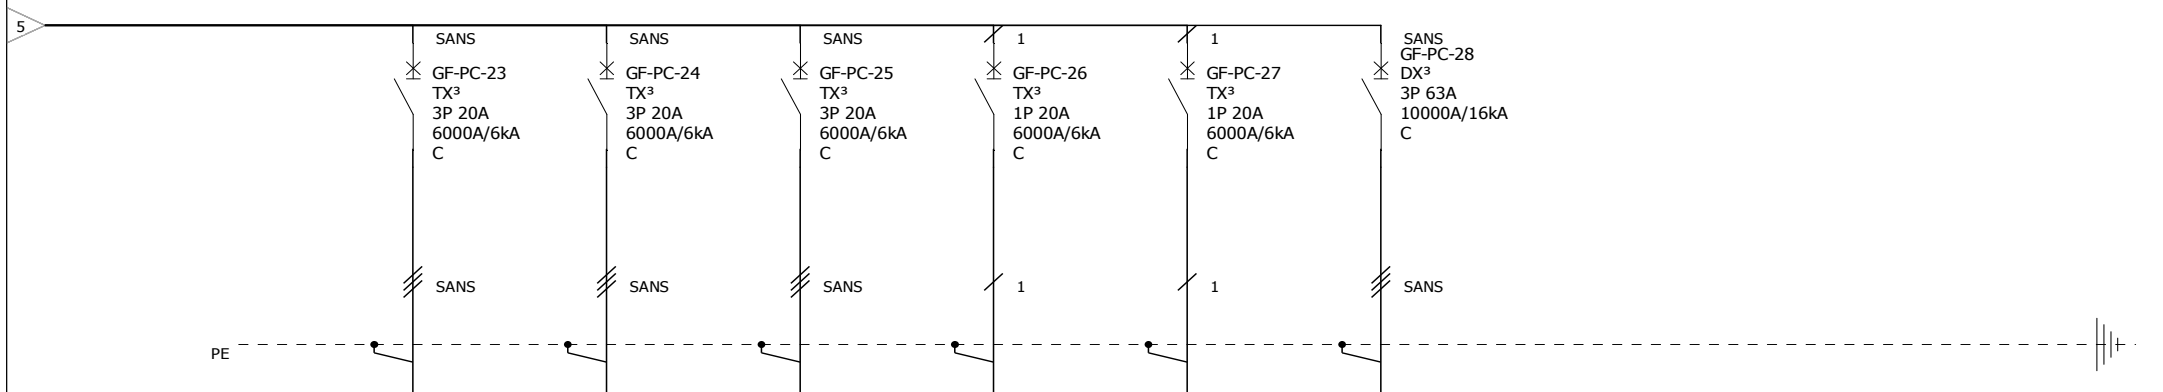 5
SANS
GF-PC-23
TX³
3P 20A
6000A/6kA
C
SANS
SANS
GF-PC-24
TX³
3P 20A
6000A/6kA
C
SANS
SANS
GF-PC-25
TX³
3P 20A
6000A/6kA
C
SANS
1
GF-PC-26
TX³
1P 20A
6000A/6kA
C
1
1
GF-PC-27
TX³
1P 20A
6000A/6kA
C
1
SANS
GF-PC-28
DX³
3P 63A
10000A/16kA
C
SANS
PE